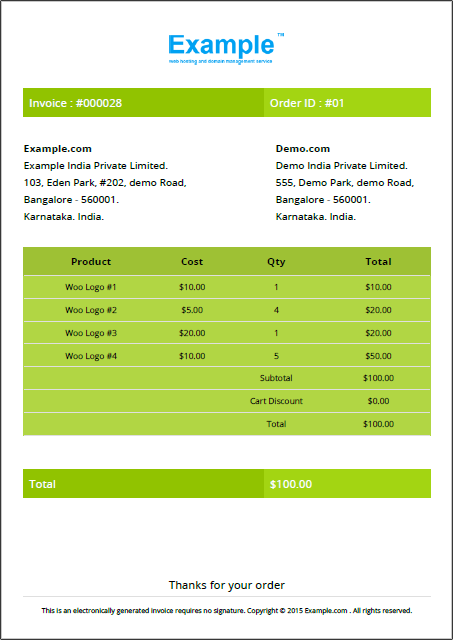 Example™
web hosting and domain management service
Invoice : #000028 Order ID : #01
Example.com
Example India Private Limited.
103, Eden Park, #202, demo Road,
Bangalore - 560001.
Karnataka. India.
Demo.com
Demo India Private Limited.
555, Demo Park, demo Road,
Bangalore - 560001.
Karnataka. India.
Product Cost Qty Total
Woo Logo #1 $10.00 1 $10.00
Woo Logo #2 $5.00 4 $20.00
Woo Logo #3 $20.00 1 $20.00
Woo Logo #4 $10.00 5 $50.00
Subtotal $100.00
Cart Discount $0.00
Total $100.00
Total $100.00
Thanks for your order
This is an electronically generated invoice requires no signature. Copyright © 2015 Example.com . All rights reserved.